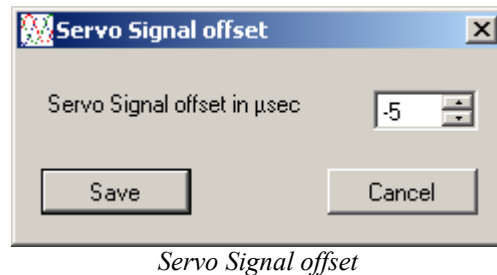 Servo Signal offset
Servo Signal offset in µsec -5
Save Cancel
Servo Signal offset